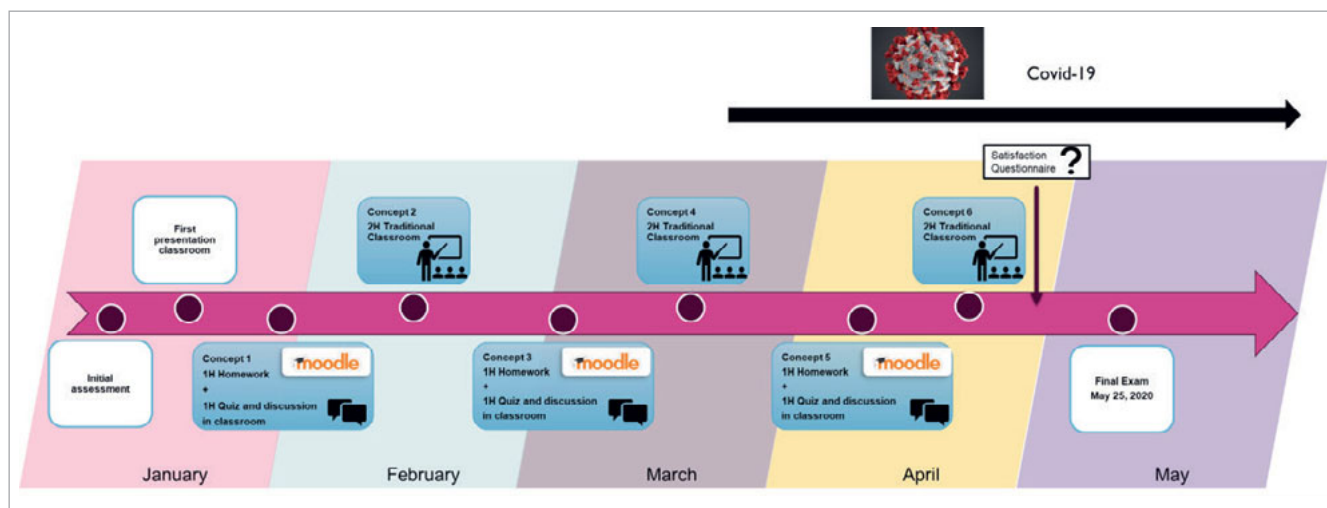 Covid-19
Satisfaction
Questionnaire ?
First
presentation
classroom
Concept 2
2H Traditional
Classroom
Concept 4
2H Traditional
Classroom
Concept 6
2H Traditional
Classroom
Initial
assessment
Concept 1
1H Homework
+
1H Quiz and discussion
in classroom
moodle
Concept 3
1H Homework
+
1H Quiz and discussion
in classroom
moodle
Concept 5
1H Homework
+
1H Quiz and discussion
in classroom
moodle
Final Exam
May 25, 2020
January
February
March
April
May